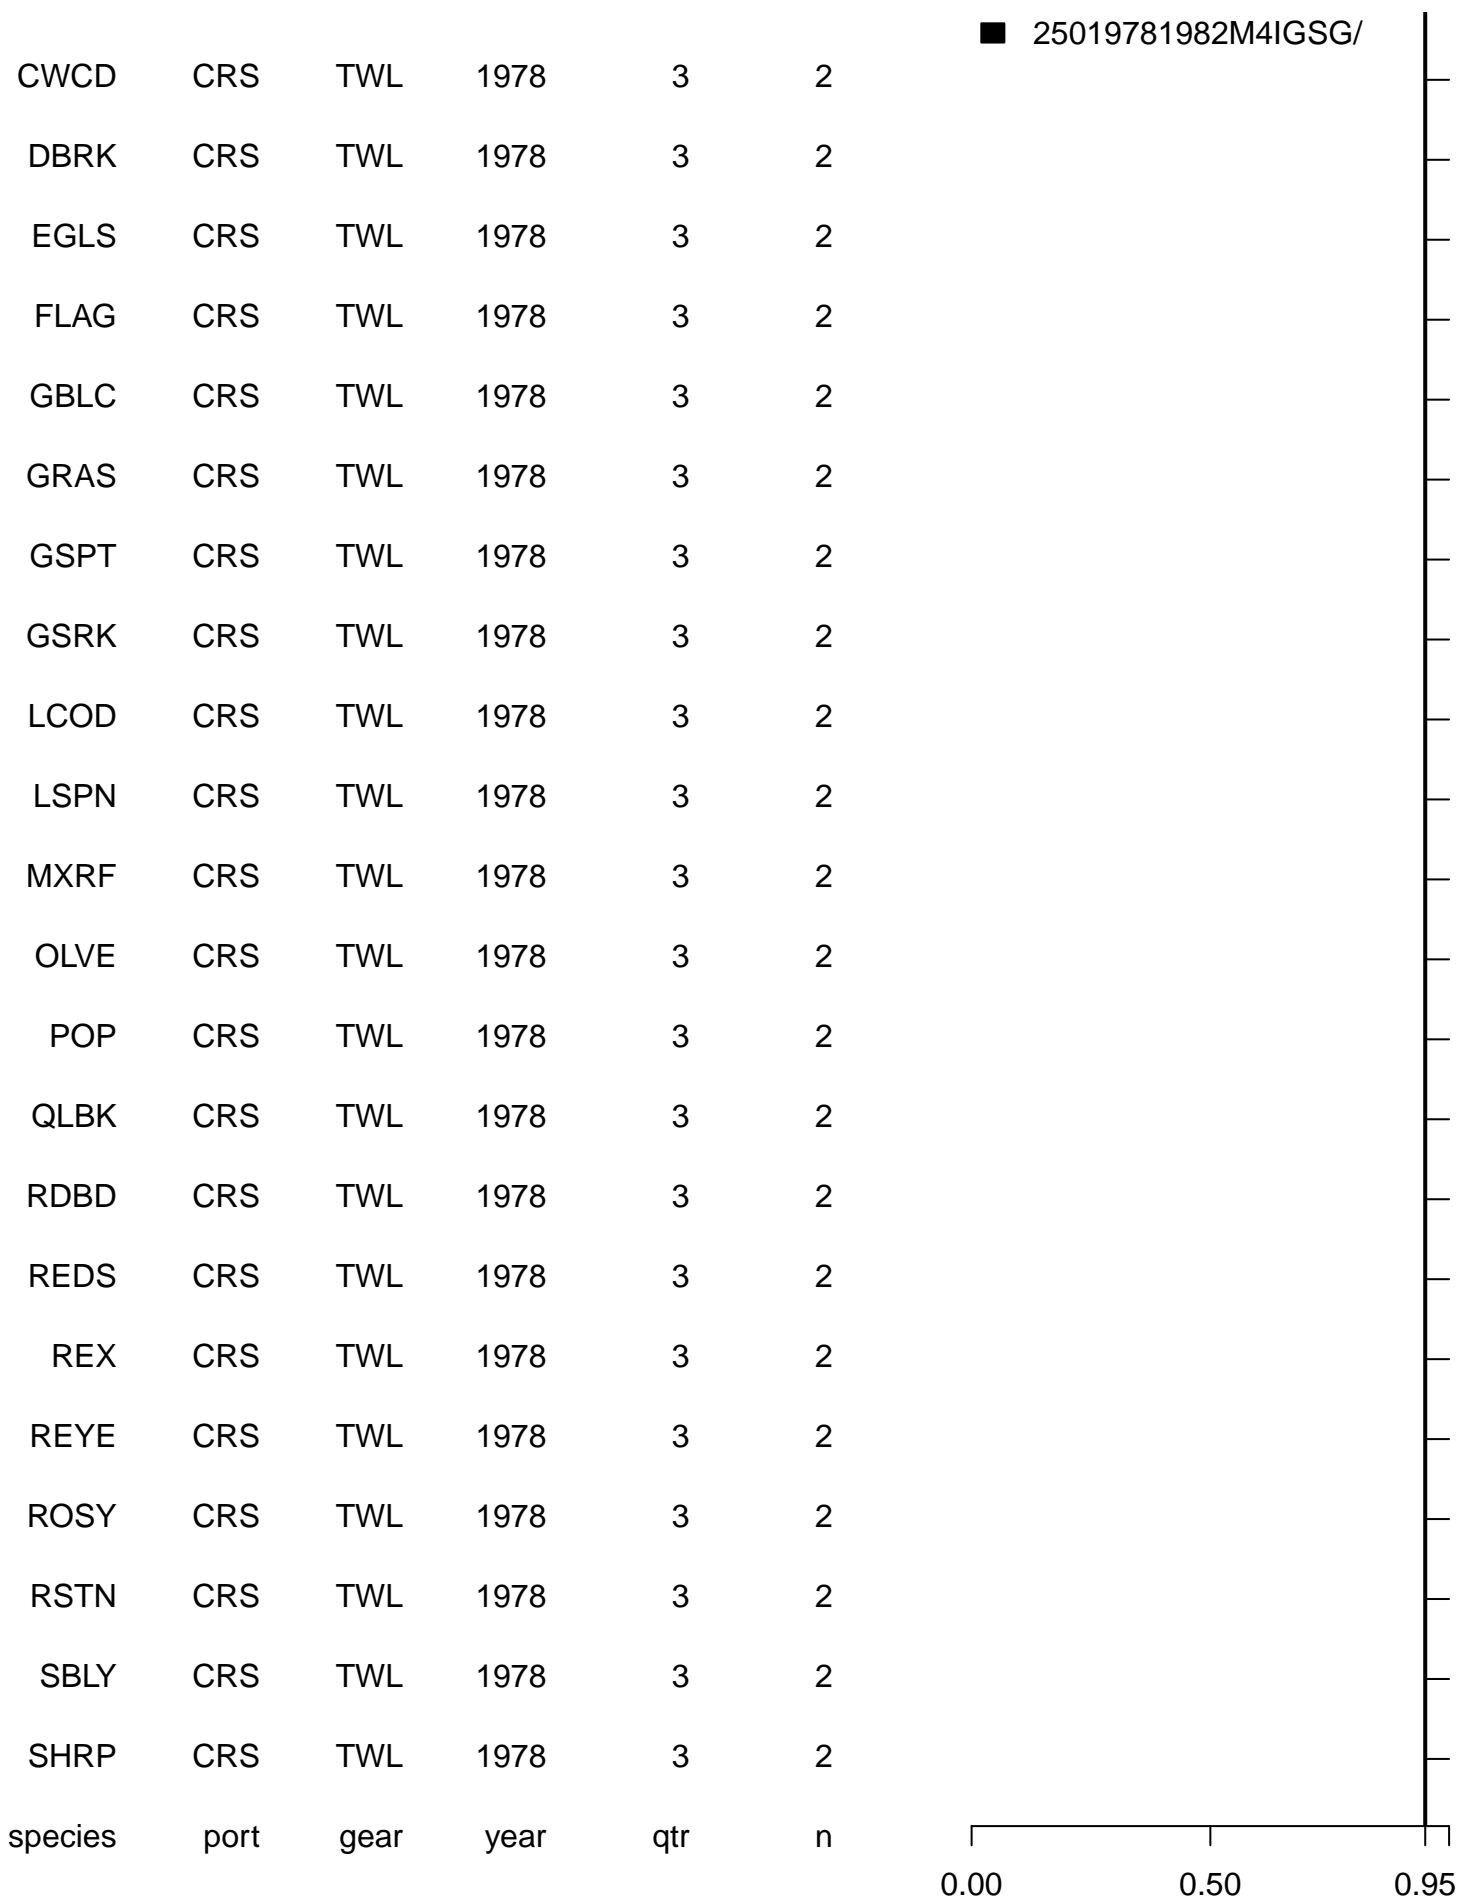 25019781982M4IGSG/
CWCD CRS TWL 1978 3 2
DBRK CRS TWL 1978 3 2
EGLS CRS TWL 1978 3 2
FLAG CRS TWL 1978 3 2
GBLC CRS TWL 1978 3 2
GRAS CRS TWL 1978 3 2
GSPT CRS TWL 1978 3 2
GSRK CRS TWL 1978 3 2
LCOD CRS TWL 1978 3 2
LSPN CRS TWL 1978 3 2
MXRF CRS TWL 1978 3 2
OLVE CRS TWL 1978 3 2
POP CRS TWL 1978 3 2
QLBK CRS TWL 1978 3 2
RDBD CRS TWL 1978 3 2
REDS CRS TWL 1978 3 2
REX CRS TWL 1978 3 2
REYE CRS TWL 1978 3 2
ROSY CRS TWL 1978 3 2
RSTN CRS TWL 1978 3 2
SBLY CRS TWL 1978 3 2
SHRP CRS TWL 1978 3 2
species port gear year qtr n
0.00 0.50 0.95